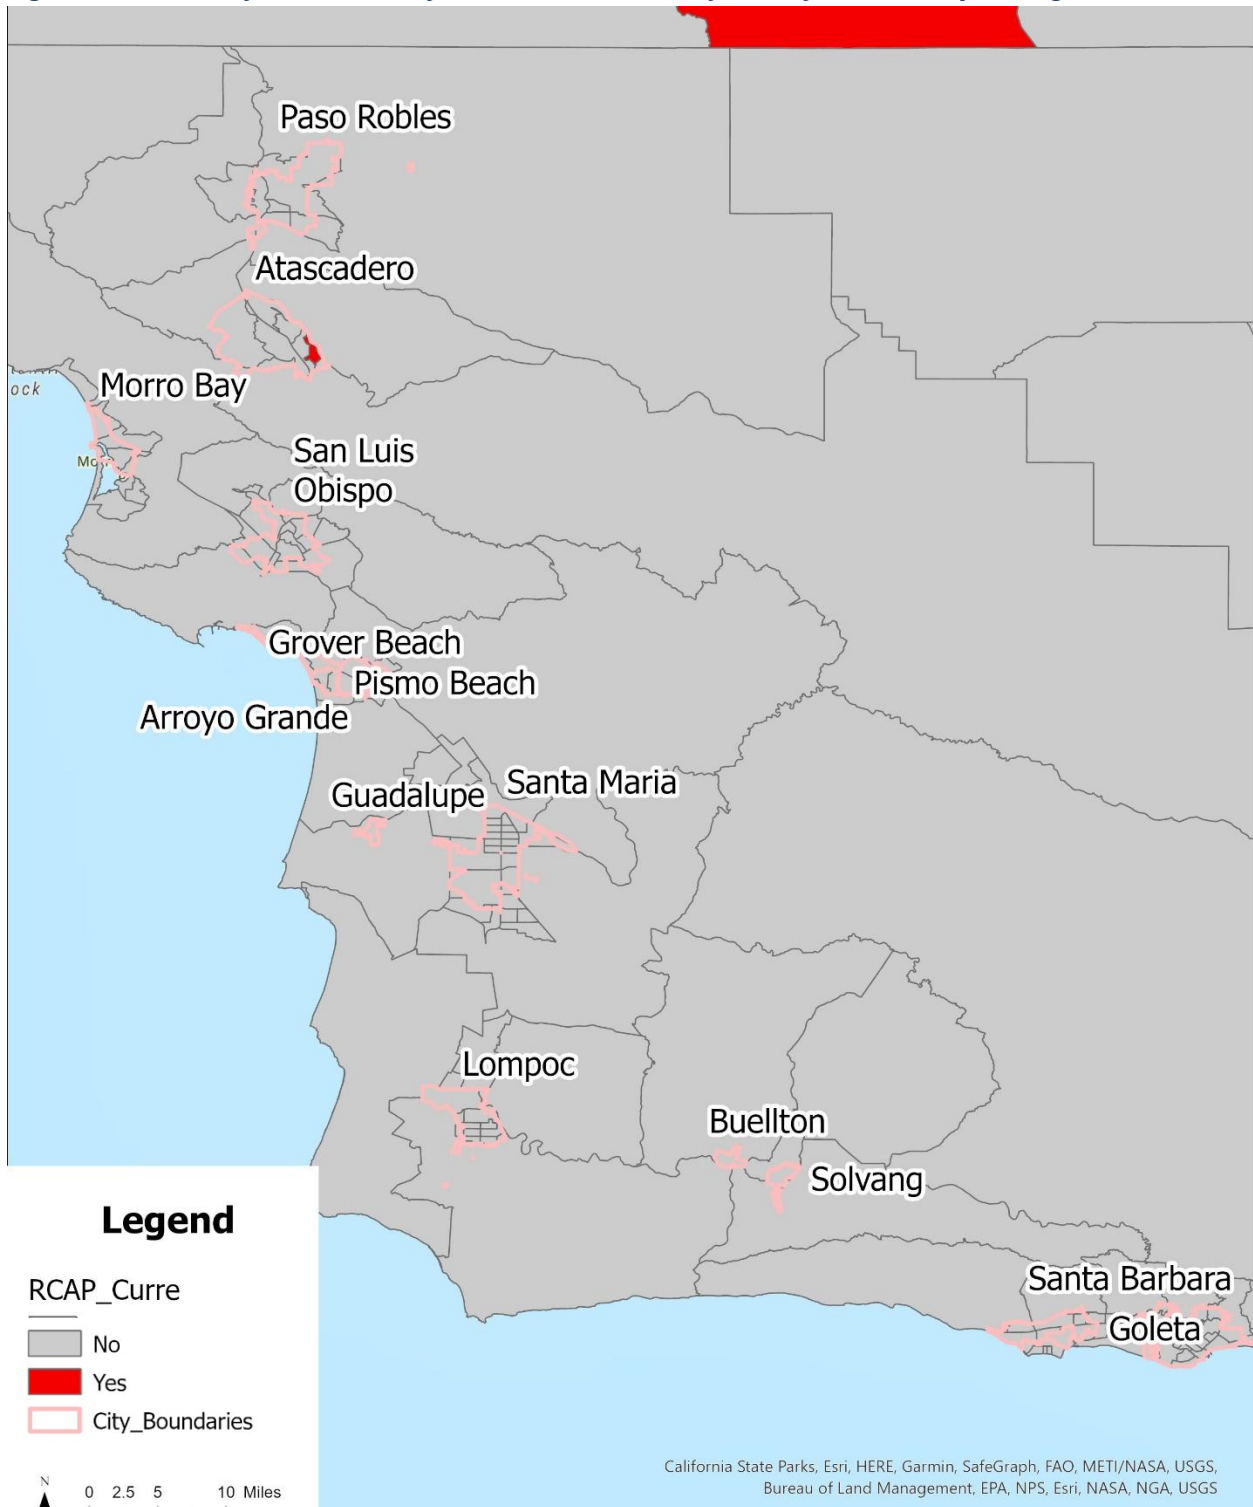 Paso Robles
Atascadero
ock
Morro Bay
San Luis
Obispo
Grover Beach
Pismo Beach
Arroyo Grande
Santa Maria
Guadalupe
Lompoc
Buellton
Solvang
Santa Barbara
Goleta
Legend
RCAP_Curre
No
Yes
City_Boundaries
N
0 2.5 5 10 Miles
California State Parks, Esri, HERE, Garmin, SafeGraph, FAO, METI/NASA, USGS,
Bureau of Land Management, EPA, NPS, Esri, NASA, NGA, USGS